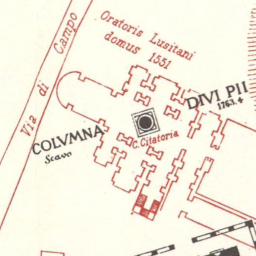 Oratoris Lusitani
domus 1551
Via di Campo
DIVI PII
1763.4
COLVMNA
Scavo
C. Citatoria